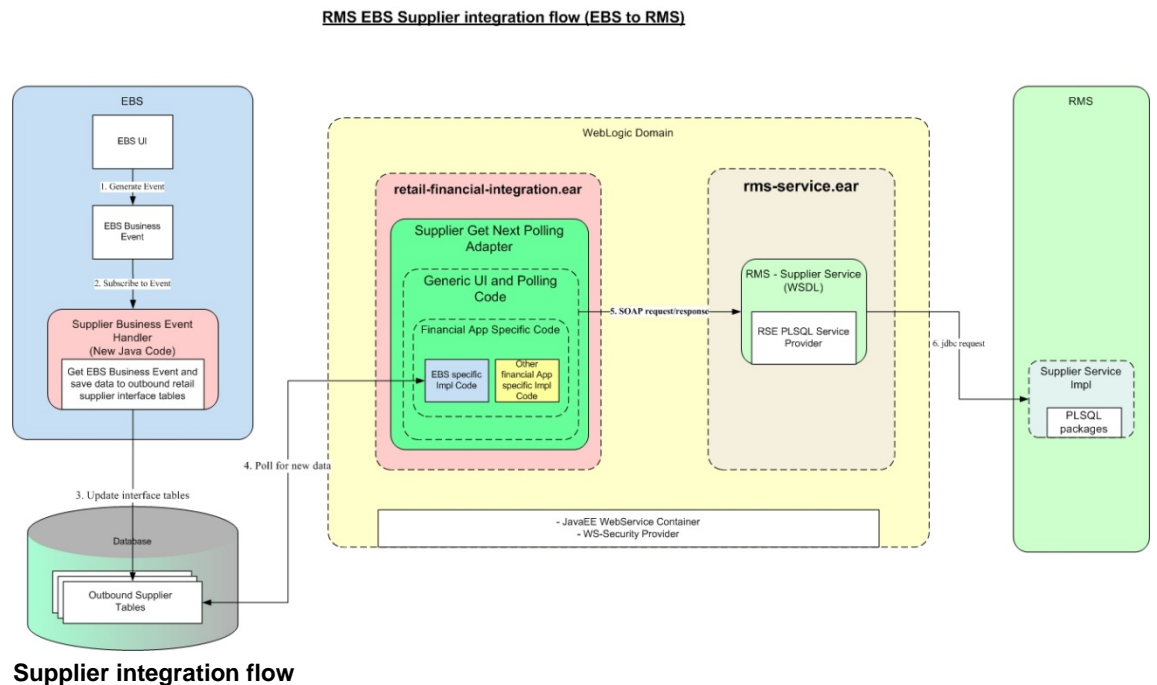 RMS EBS Supplier integration flow (EBS to RMS)
EBS
EBS UI
1. Generate Event
EBS Business
Event
2. Subscribe to Event
Supplier Business Event
Handler
(New Java Code)
Get EBS Business Event and
save data to outbound retail
supplier interface tables
3. Update interface tables
Database
Outbound Supplier
Tables
4. Poll for new data
WebLogic Domain
retail-financial-integration.ear
Supplier Get Next Polling
Adapter
Generic UI and Polling
Code
Financial App Specific Code
EBS specific
Impl Code
Other
financial App
specific Impl
Code
5. SOAP request/response
rms-service.ear
RMS - Supplier Service
(WSDL)
RSE PLSQL Service
Provider
- JavaEE WebService Container
- WS-Security Provider
6. jdbc request
RMS
Supplier Service
Impl
PLSQL
packages
Supplier integration flow